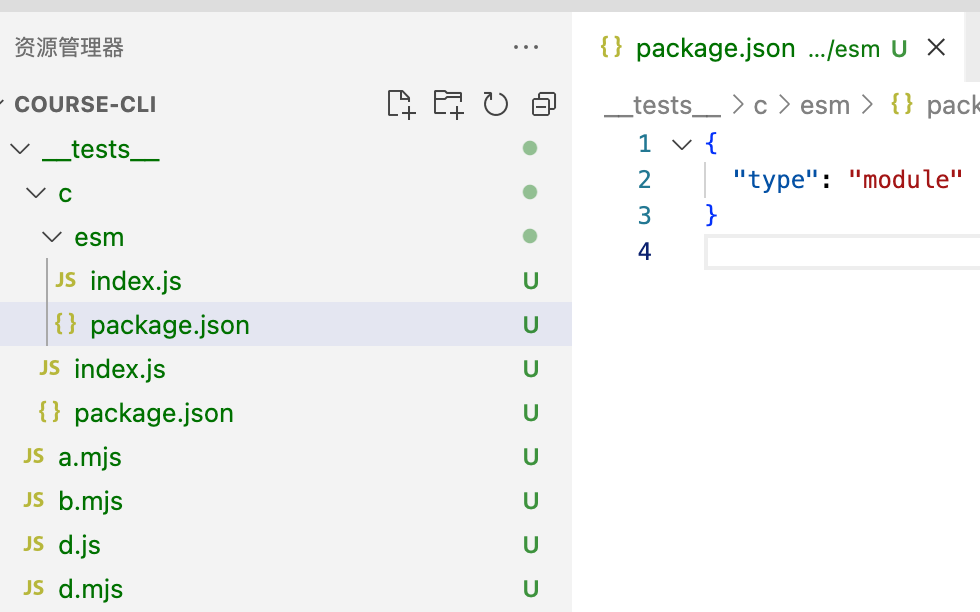 资源管理器
COURSE-CLI
__tests__
c
esm
JS index.js U
{} package.json U
JS index.js U
{} package.json U
JS a.mjs U
JS b.mjs U
JS d.js U
JS d.mjs U
{} package.json .../esm U
__tests__ > c > esm > {} pack
1 {
2 "type": "module"
3 }
4